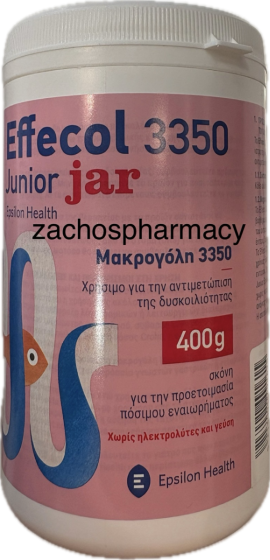 Effecol 3350
Junior jar
Epsilon Health
zachospharmacy
Μακρογόλη 3350
Χρήσιμο για την αντιμετώπιση
της δυσκοιλιότητας
400g
σκόνη
για την προετοιμασία
πόσιμου εναιωρήματος
Χωρίς ηλεκτρολύτες και γεύση
Epsilon Health